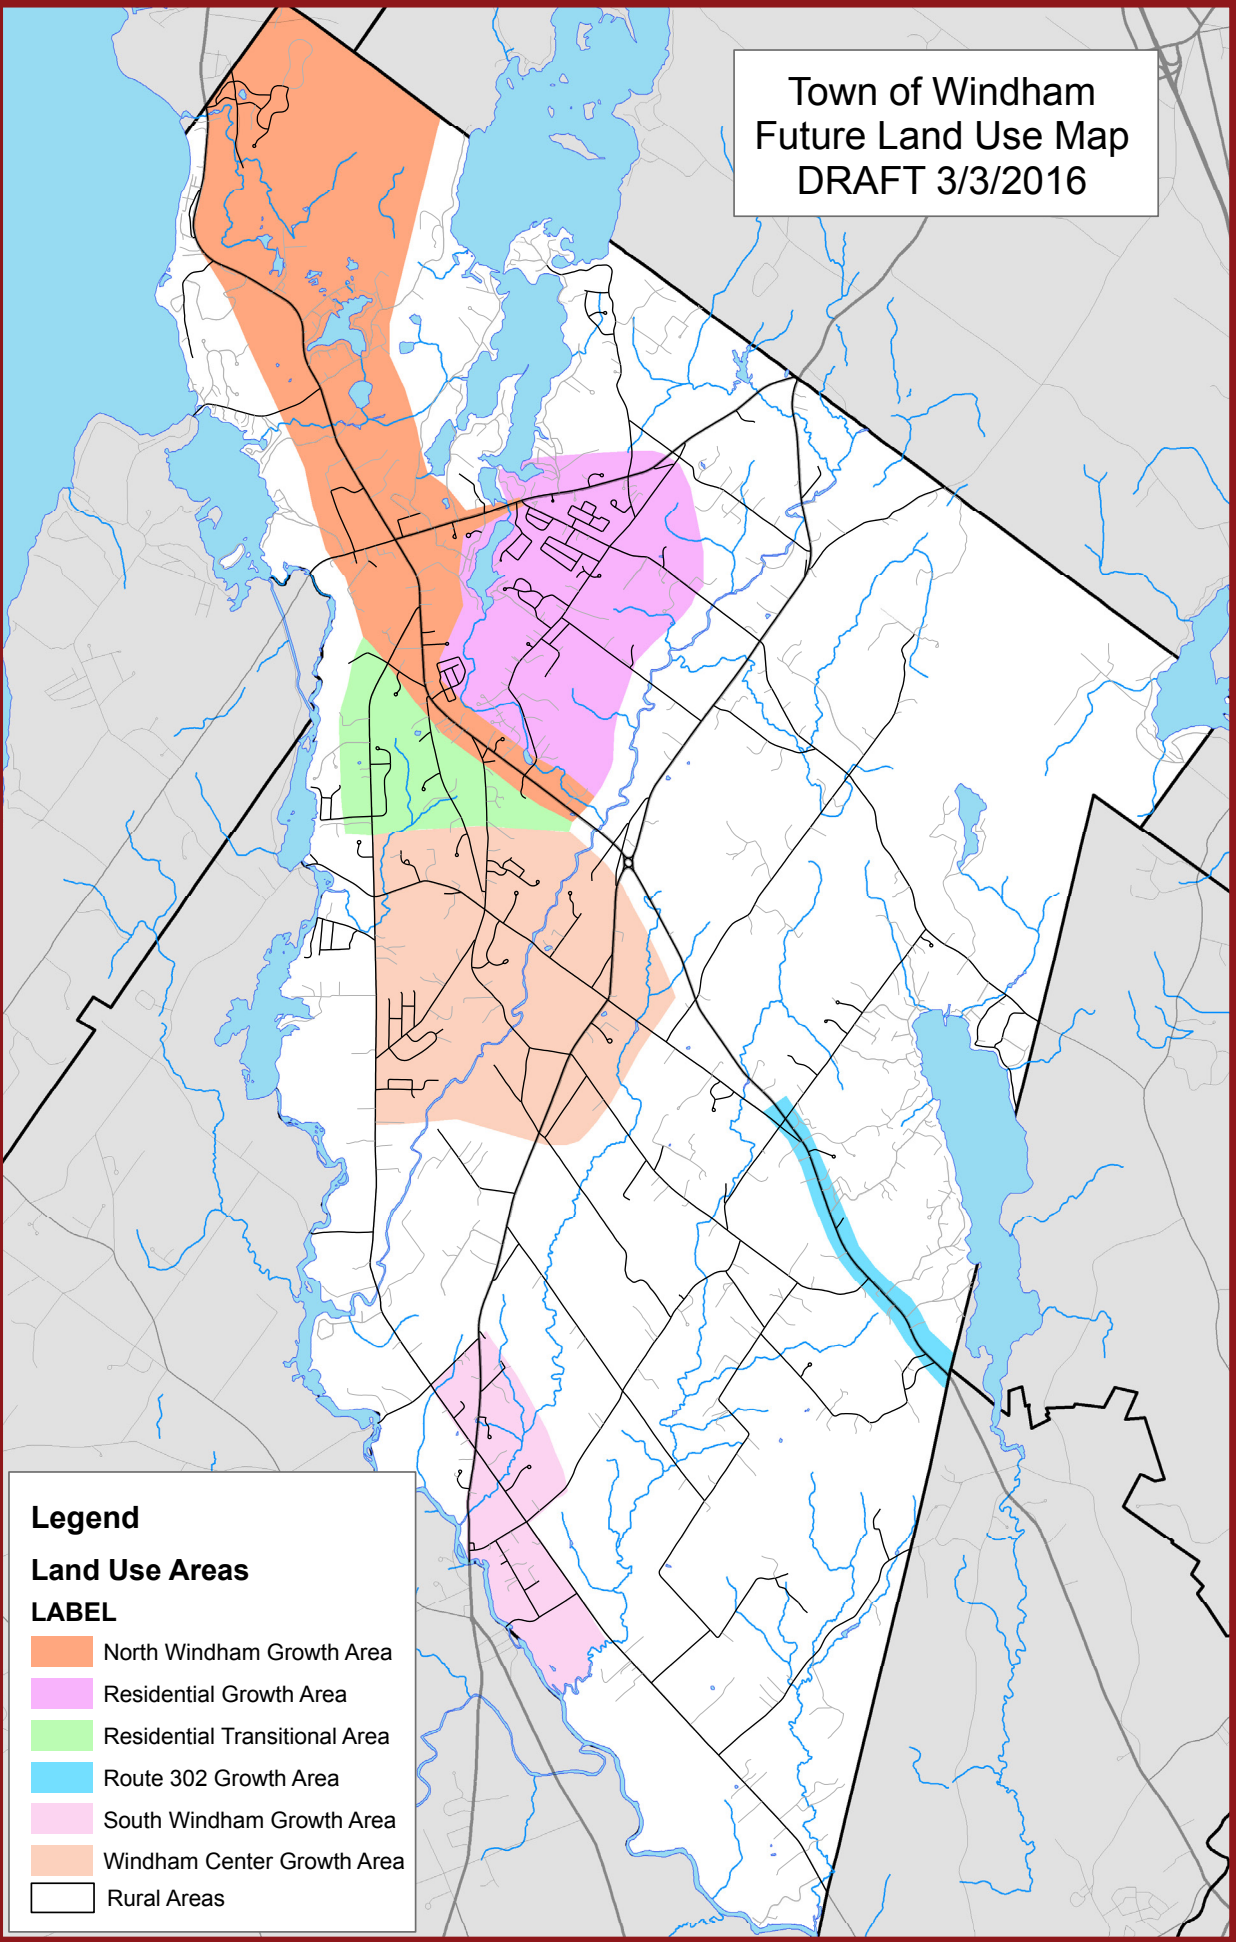 Town of Windham
Future Land Use Map
DRAFT 3/3/2016
Legend
Land Use Areas
LABEL
North Windham Growth Area
Residential Growth Area
Residential Transitional Area
Route 302 Growth Area
South Windham Growth Area
Windham Center Growth Area
Rural Areas